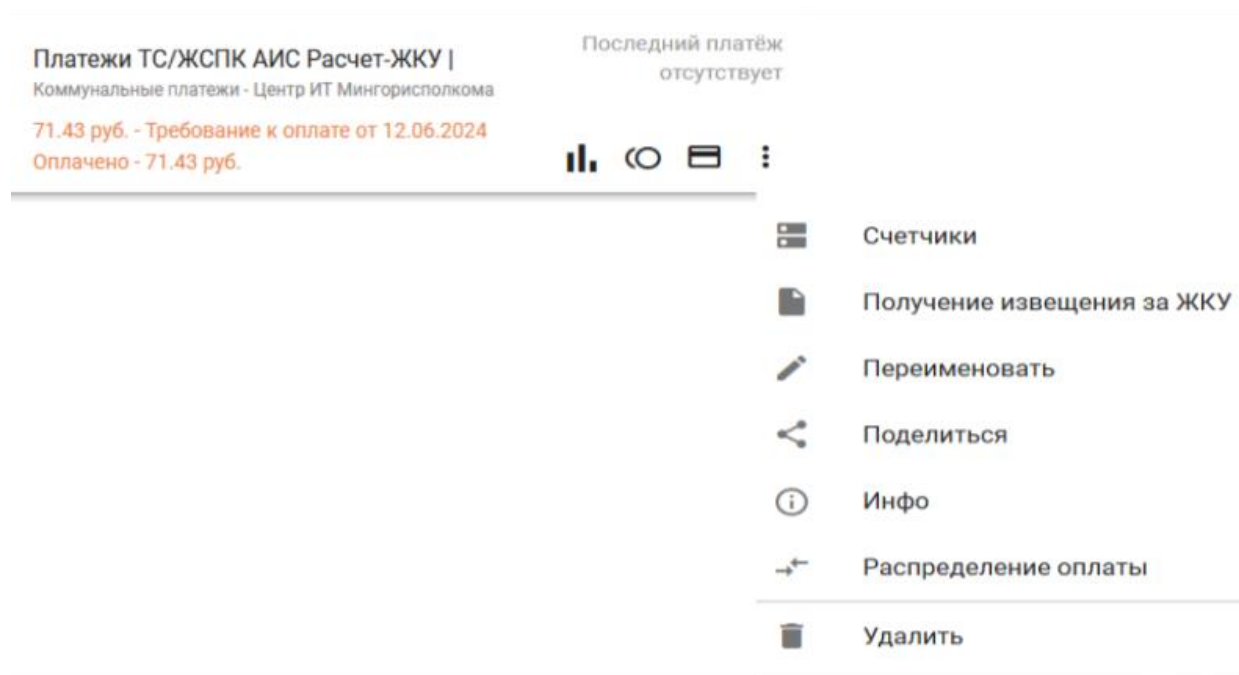 Платежи ТС/ЖСПК АИС Расчет-ЖКУ |
Коммунальные платежи - Центр ИТ Мингорисполкома
71.43 руб. - Требование к оплате от 12.06.2024
Оплачено - 71.43 руб.
Последний платёж
отсутствует
Счетчики
Получение извещения за ЖКУ
Переименовать
Поделиться
Инфо
Распределение оплаты
Удалить